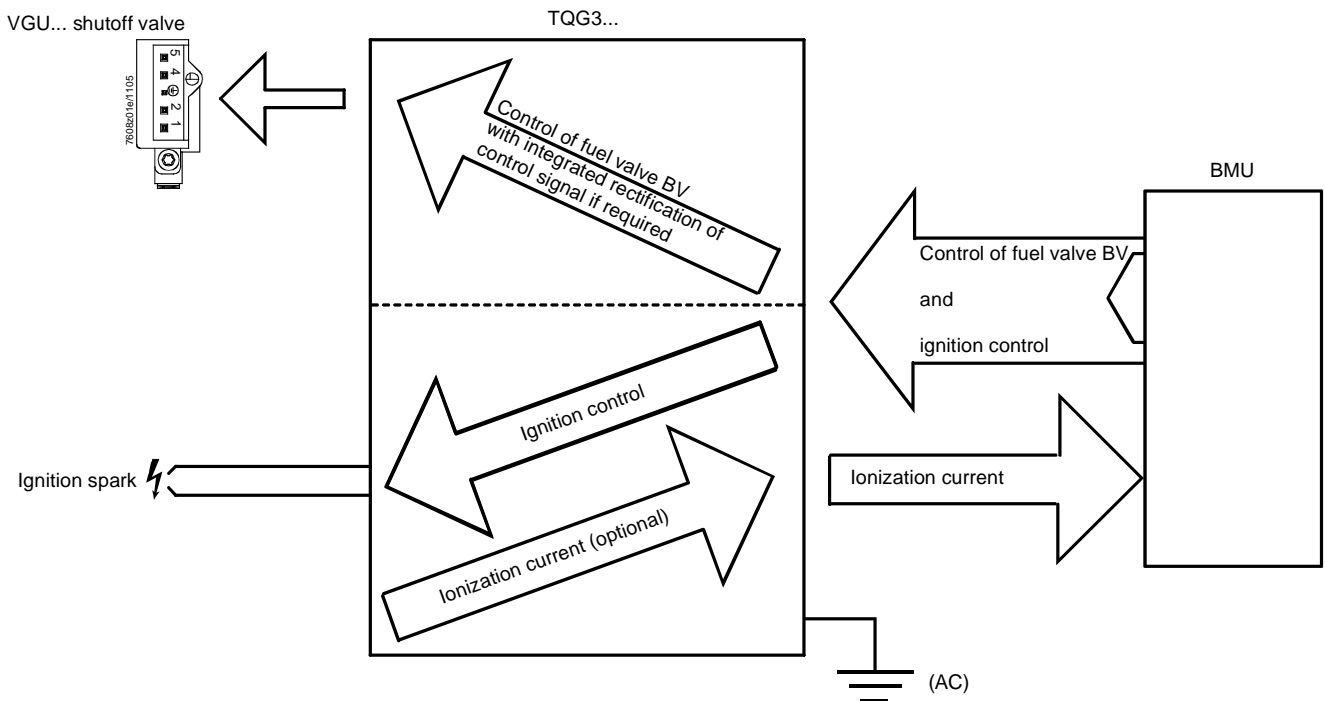 VGU... shutoff valve
TQG3...
5
4
2
1
7608z01e/1105
Control of fuel valve BV
with integrated rectification of
control signal if required
BMU
Control of fuel valve BV
and
ignition control
Ignition control
Ignition spark
Ionization current
Ionization current (optional)
(AC)